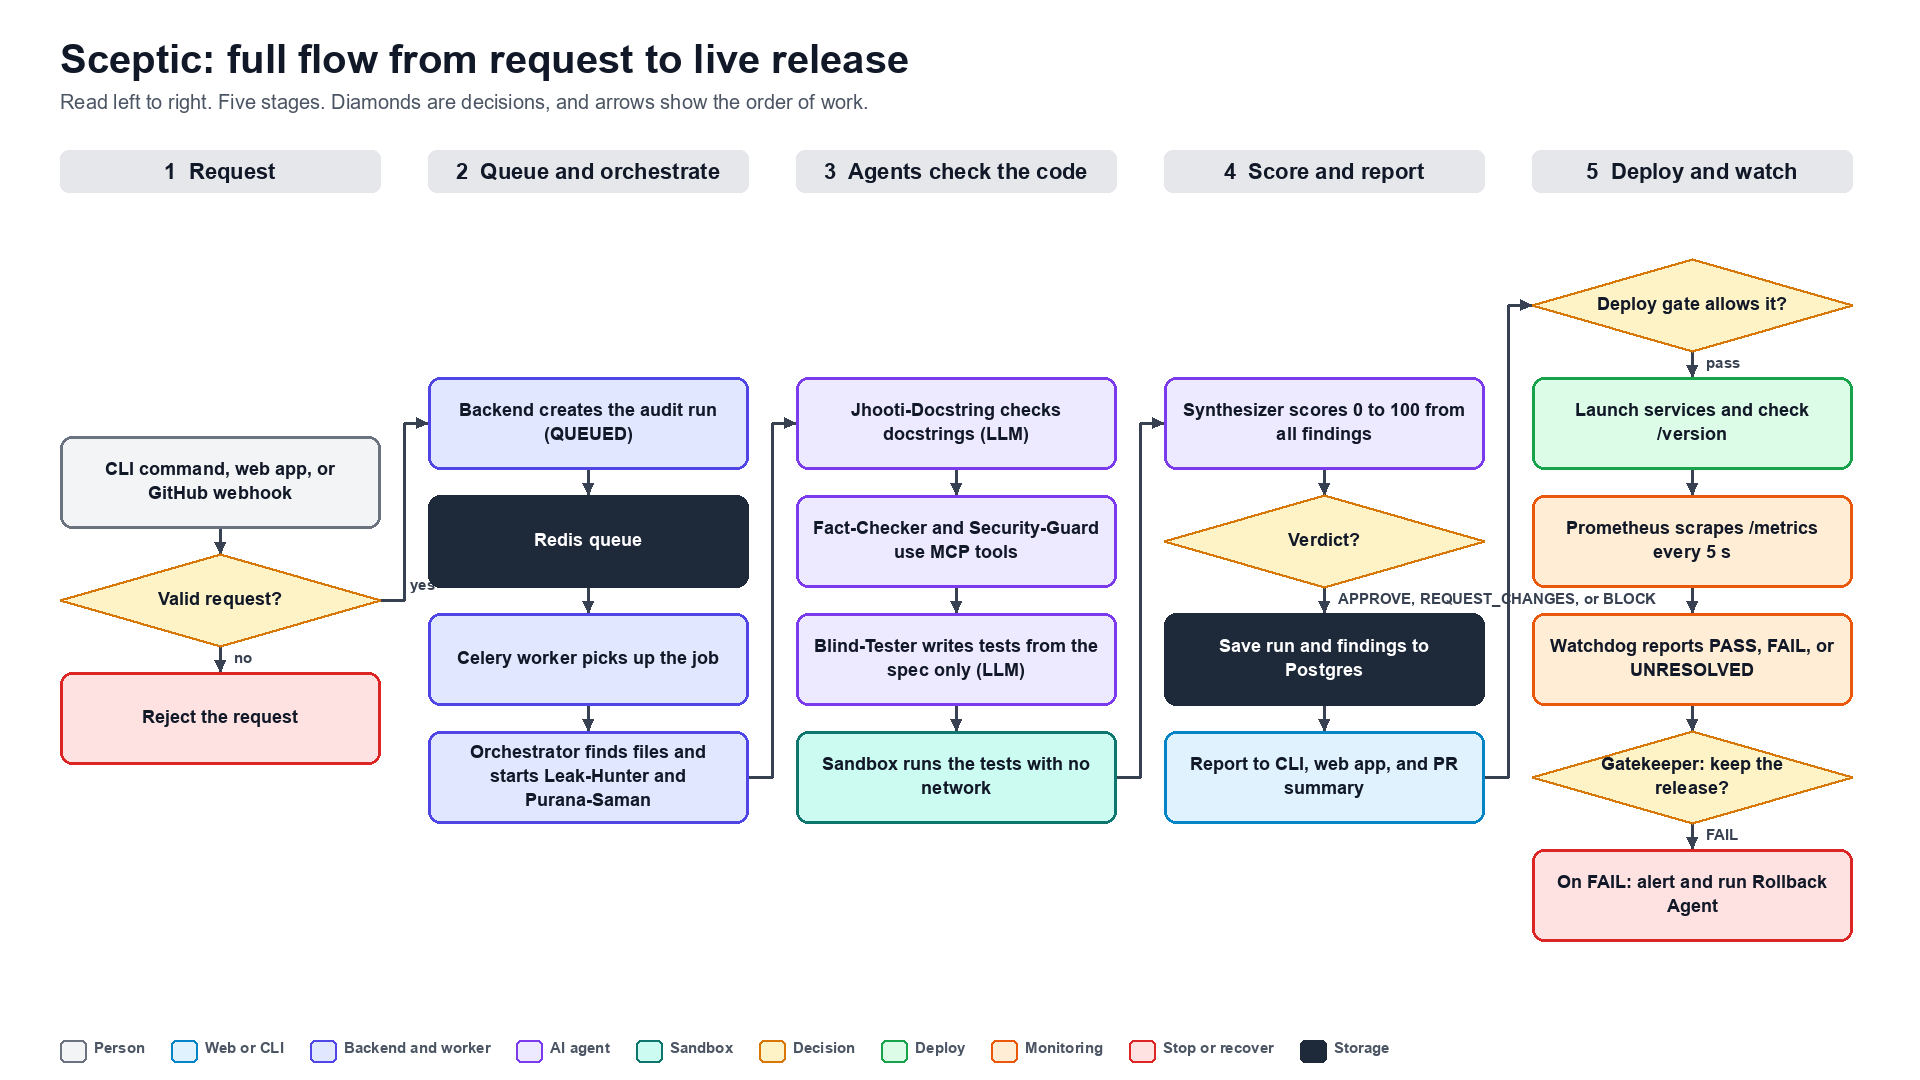 Sceptic: full flow from request to live release
Read left to right. Five stages. Diamonds are decisions, and arrows show the order of work.
1 Request
2 Queue and orchestrate
3 Agents check the code
4 Score and report
5 Deploy and watch
CLI command, web app, or
GitHub webhook
Valid request?
yes
no
Reject the request
Backend creates the audit run
(QUEUED)
Redis queue
Celery worker picks up the job
Orchestrator finds files and
starts Leak-Hunter and
Purana-Saman
Jhooti-Docstring checks
docstrings (LLM)
Fact-Checker and Security-Guard
use MCP tools
Blind-Tester writes tests from the
spec only (LLM)
Sandbox runs the tests with no
network
Synthesizer scores 0 to 100 from
all findings
Verdict?
APPROVE, REQUEST_CHANGES, or BLOCK
Save run and findings to
Postgres
Report to CLI, web app, and PR
summary
Deploy gate allows it?
pass
Launch services and check
/version
Prometheus scrapes /metrics
every 5 s
Watchdog reports PASS, FAIL, or
UNRESOLVED
Gatekeeper: keep the
release?
FAIL
On FAIL: alert and run Rollback
Agent
Person
Web or CLI
Backend and worker
AI agent
Sandbox
Decision
Deploy
Monitoring
Stop or recover
Storage